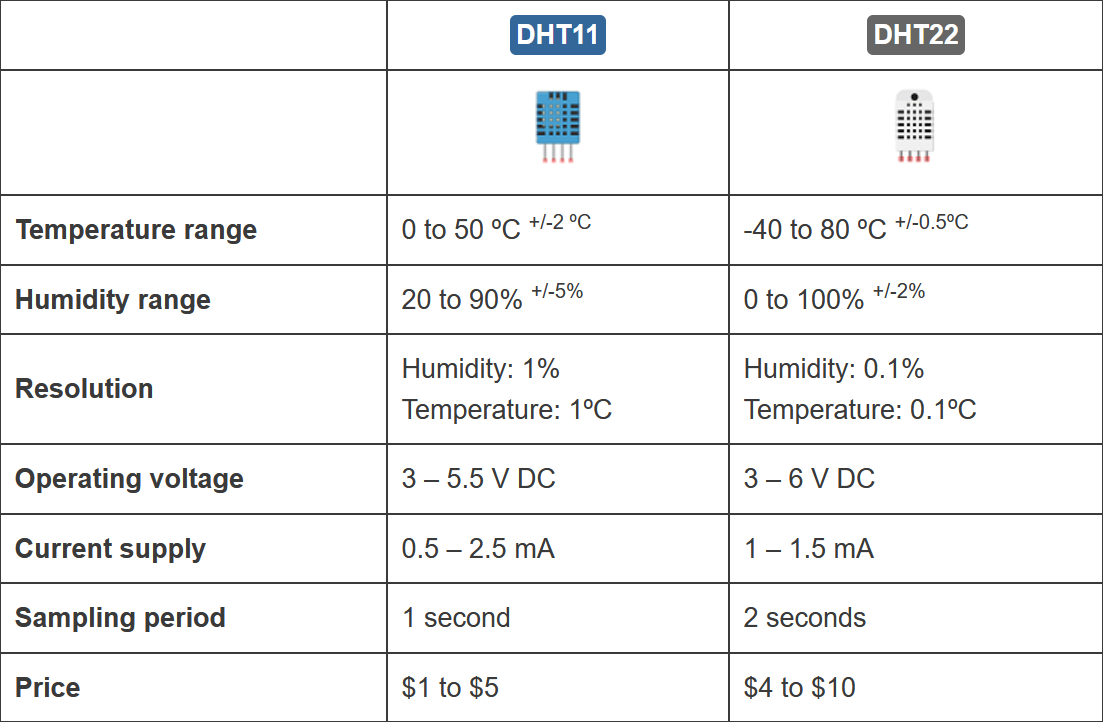 DHT11 DHT22
Temperature range 0 to 50 ºC +/-2 ºC -40 to 80 ºC +/-0.5ºC
Humidity range 20 to 90% +/-5% 0 to 100% +/-2%
Resolution Humidity: 1% Humidity: 0.1%
Temperature: 1ºC Temperature: 0.1ºC
Operating voltage 3 – 5.5 V DC 3 – 6 V DC
Current supply 0.5 – 2.5 mA 1 – 1.5 mA
Sampling period 1 second 2 seconds
Price $1 to $5 $4 to $10